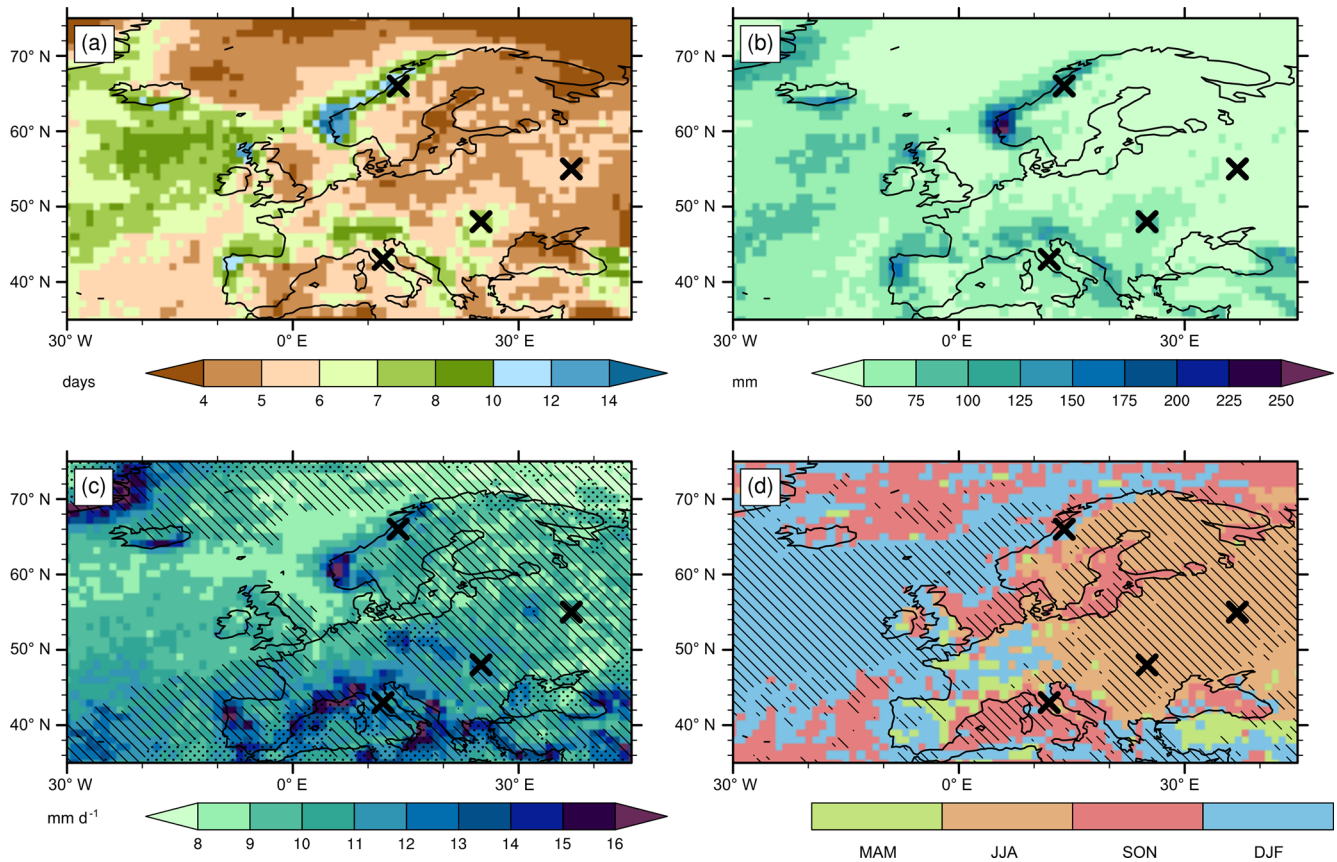 (a)
70° N
60° N
50° N
40° N
30° W
0° E
30° E
days
4 5 6 7 8 10 12 14
(b)
70° N
60° N
50° N
40° N
30° W
0° E
30° E
mm
50 75 100 125 150 175 200 225 250
(c)
70° N
60° N
50° N
40° N
30° W
0° E
30° E
mm d⁻¹
8 9 10 11 12 13 14 15 16
(d)
70° N
60° N
50° N
40° N
30° W
0° E
30° E
MAM JJA SON DJF